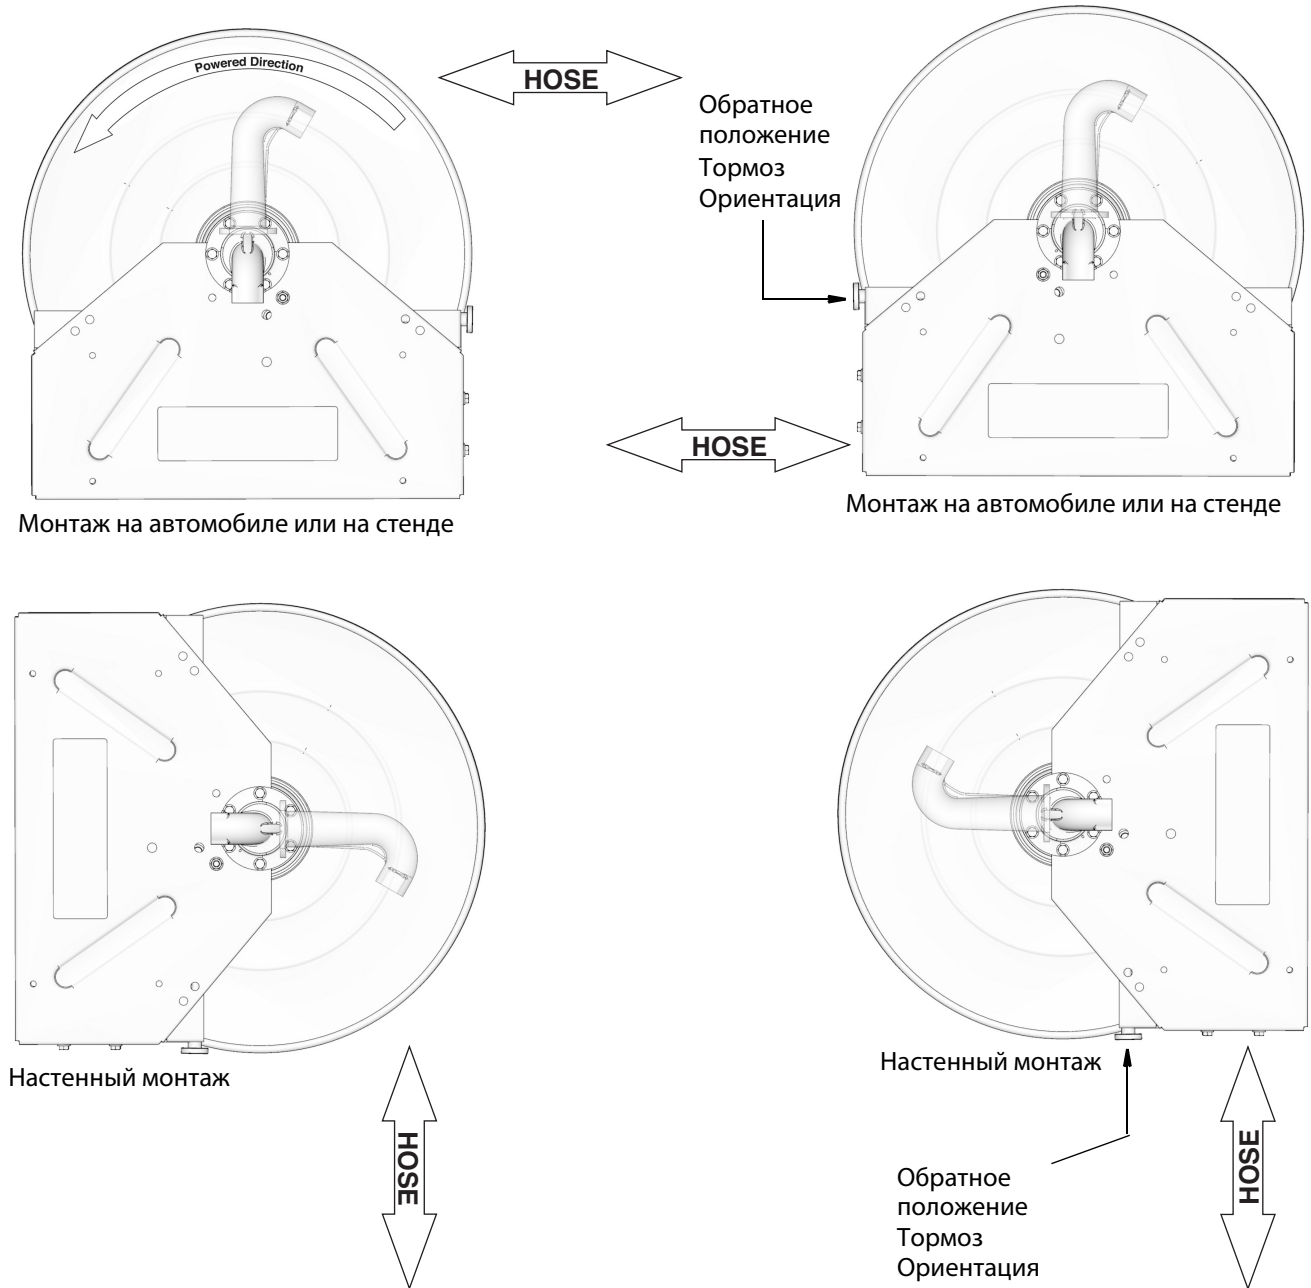 Powered Direction
HOSE
Обратное
положение
Тормоз
Ориентация
HOSE
Монтаж на автомобиле или на стенде
Монтаж на автомобиле или на стенде
Настенный монтаж
Настенный монтаж
HOSE
HOSE
Обратное
положение
Тормоз
Ориентация